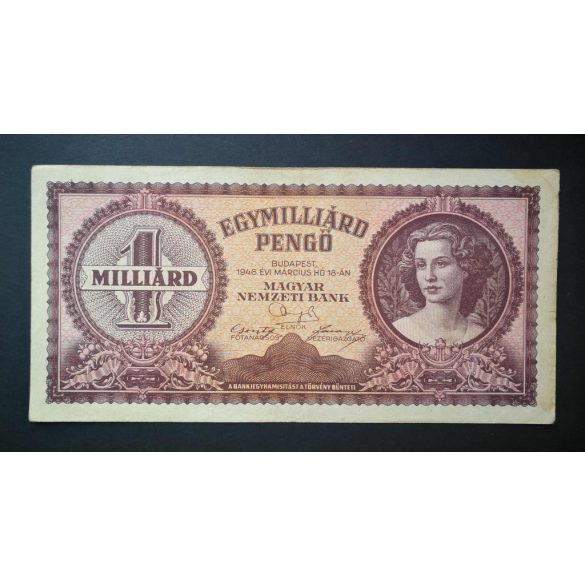 1
MILLIÁRD
EGYMILLIÁRD
PENGŐ
BUDAPEST,
1946. ÉVI MÁRCIUS HÓ 18-ÁN
MAGYAR
NEMZETI BANK
ELNÖK
FŐTANÁCSOS VEZÉRIGAZGATÓ
A BANKJEGYHAMISÍTÁST A TÖRVÉNY BÜNTETI